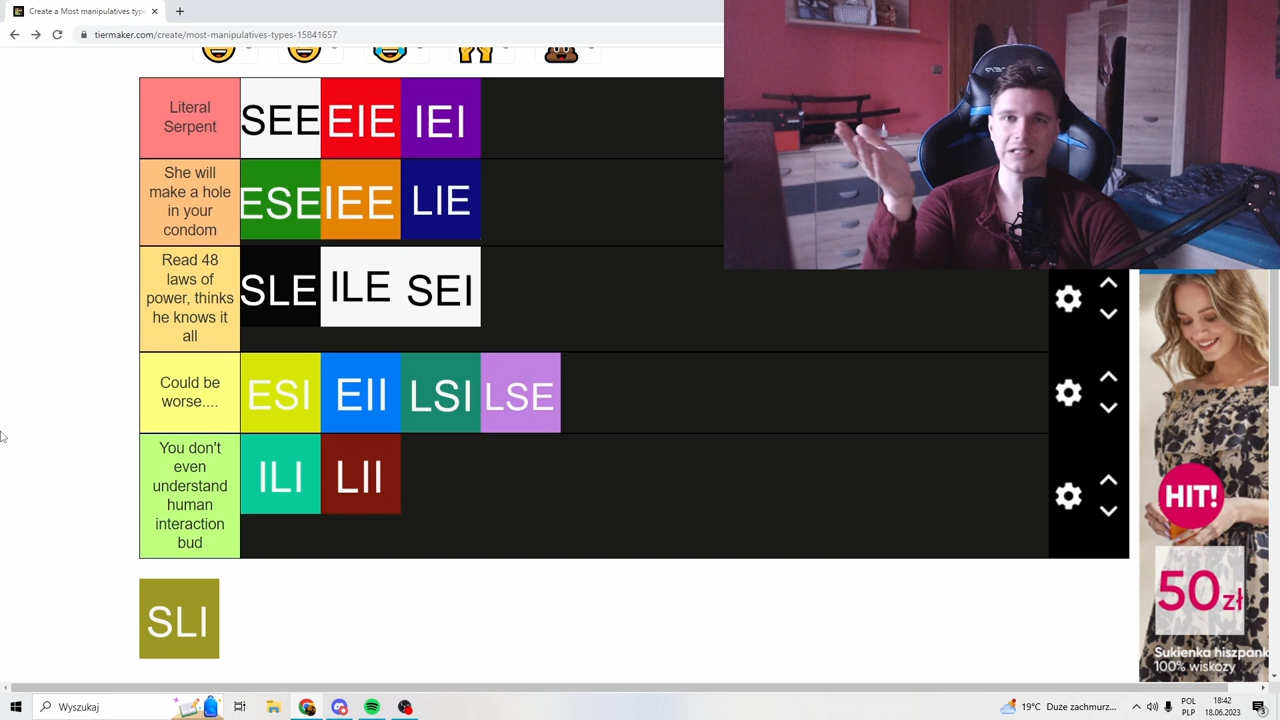 Create a Most manipulatives typ
tiermaker.com/create/most-manipulatives-types-15841657
Literal
Serpent
SEE
EIE
IEI
She will
make a hole
in your
condom
ESE
IEE
LIE
Read 48
laws of
power, thinks
he knows it
all
SLE
ILE
SEI
Could be
worse....
ESI
EII
LSI
LSE
You don't
even
understand
human
interaction
bud
ILI
LII
SLI
HIT!
50zł
Sukienka hiszpank
100% wiskozy
Wyszukaj
19°C Duże zachmurz...
POL
PLP
18:42
18.06.2023
3